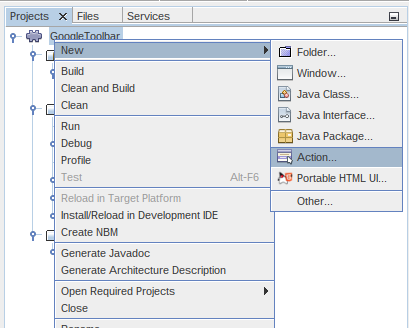 Projects Files Services
GoogleToolbar
New
Build
Clean and Build
Clean
Run
Debug
Profile
Test Alt-F6
Reload in Target Platform
Install/Reload in Development IDE
Create NBM
Generate Javadoc
Generate Architecture Description
Open Required Projects
Close
Folder...
Window...
Java Class...
Java Interface...
Java Package...
Action...
Portable HTML UI...
Other...